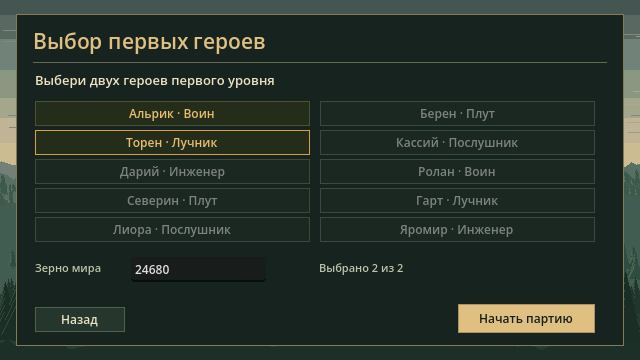 Выбор первых героев
Выбери двух героев первого уровня
Альрик · Воин
Берен · Плут
Торен · Лучник
Кассий · Послушник
Дарий · Инженер
Ролан · Воин
Северин · Плут
Гарт · Лучник
Лиора · Послушник
Яромир · Инженер
Зерно мира
24680
Выбрано 2 из 2
Назад
Начать партию